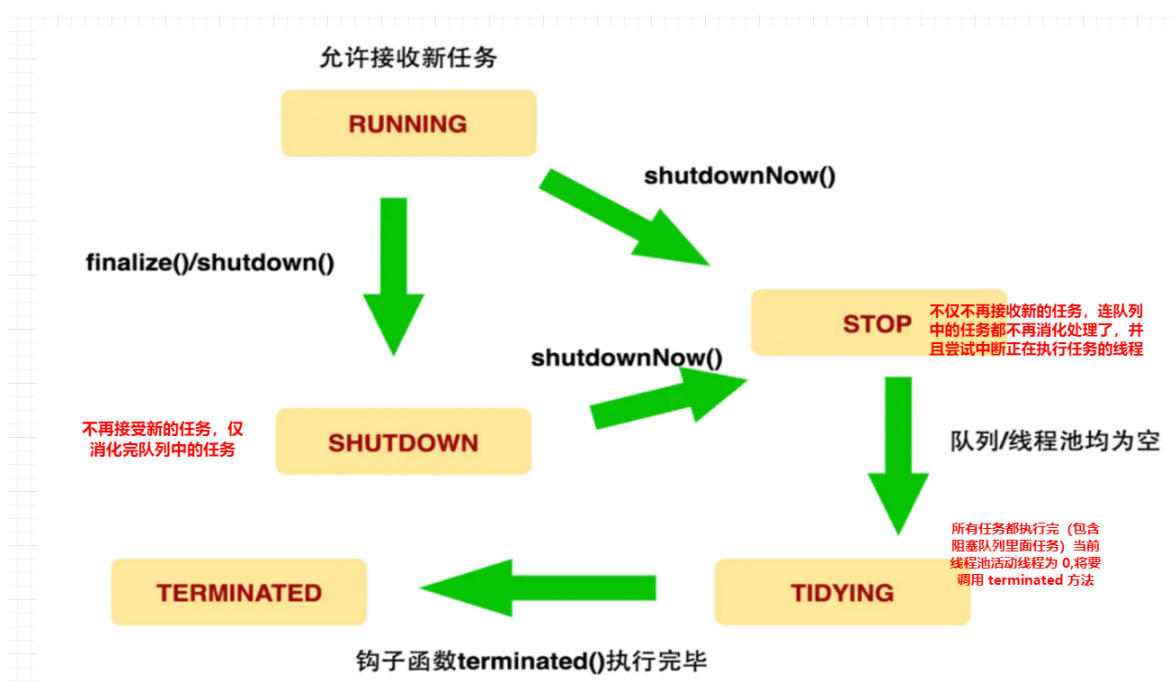 允许接收新任务
RUNNING
shutdownNow()
finalize()/shutdown()
STOP
不仅不再接收新的任务，连队列
中的任务都不再消化处理了，并
且尝试中断正在执行任务的线程
shutdownNow()
不再接受新的任务，仅
消化完队列中的任务
SHUTDOWN
队列/线程池均为空
所有任务都执行完（包含
阻塞队列里面任务）当前
线程池活动线程为 0,将要
调用 terminated 方法
TERMINATED
TIDYING
钩子函数terminated()执行完毕